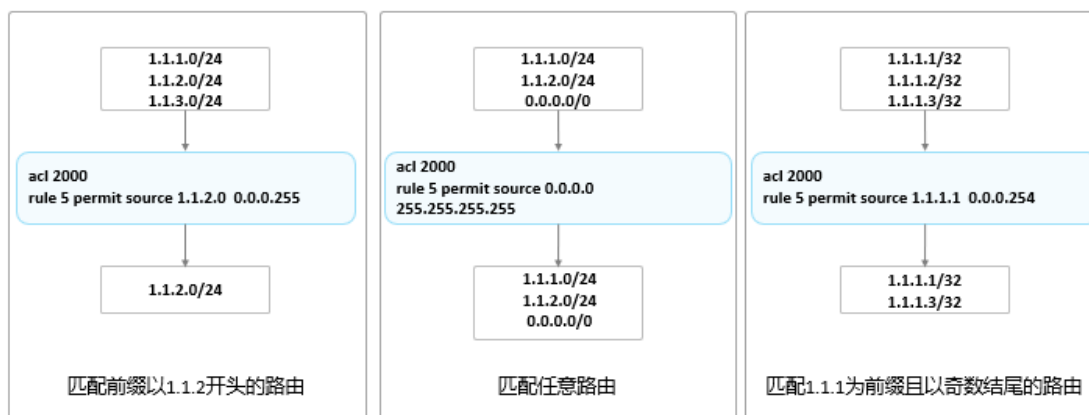 1.1.1.0/24
1.1.2.0/24
1.1.3.0/24
acl 2000
rule 5 permit source 1.1.2.0 0.0.0.255
1.1.2.0/24
匹配前缀以1.1.2开头的路由
1.1.1.0/24
1.1.2.0/24
0.0.0.0/0
acl 2000
rule 5 permit source 0.0.0.0
255.255.255.255
1.1.1.0/24
1.1.2.0/24
0.0.0.0/0
匹配任意路由
1.1.1.1/32
1.1.1.2/32
1.1.1.3/32
acl 2000
rule 5 permit source 1.1.1.1 0.0.0.254
1.1.1.1/32
1.1.1.3/32
匹配1.1.1为前缀且以奇数结尾的路由